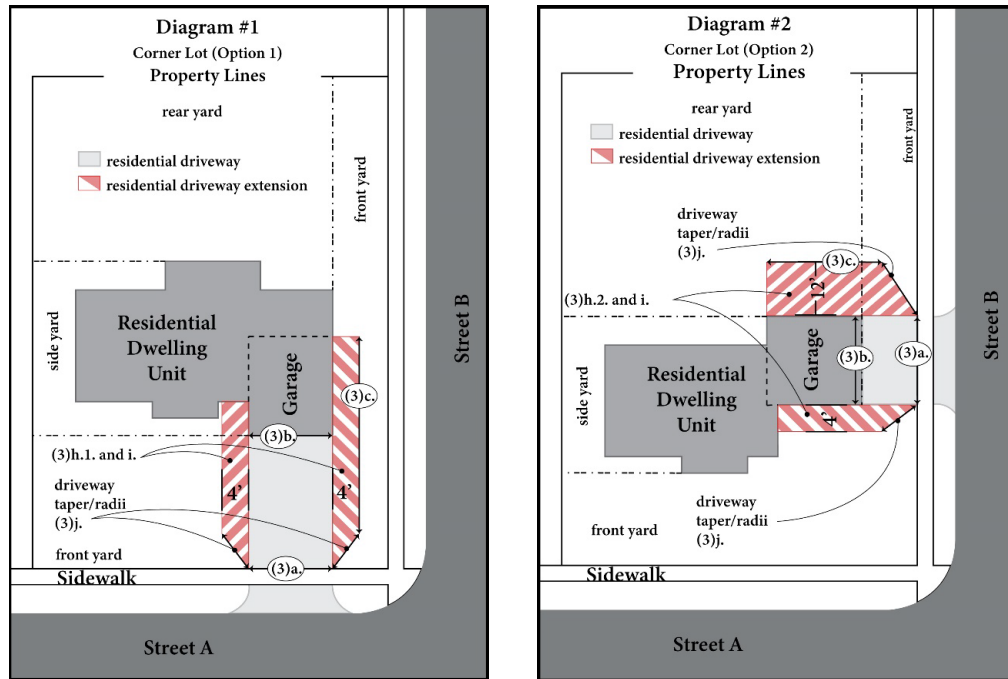 Diagram #1
Corner Lot (Option 1)
Property Lines
rear yard
residential driveway
residential driveway extension
front yard
side yard
Residential
Dwelling
Unit
Garage
(3)c.
(3)b.
(3)h.1. and i.
4'
4'
driveway
taper/radii
(3)j.
front yard
(3)a.
Sidewalk
Street A
Street B
Diagram #2
Corner Lot (Option 2)
Property Lines
rear yard
residential driveway
residential driveway extension
front yard
driveway
taper/radii
(3)j.
(3)c.
12'
(3)h.2. and i.
side yard
Residential
Dwelling
Unit
Garage
(3)b.
(3)a.
4'
driveway
taper/radii
(3)j.
front yard
Sidewalk
Street A
Street B